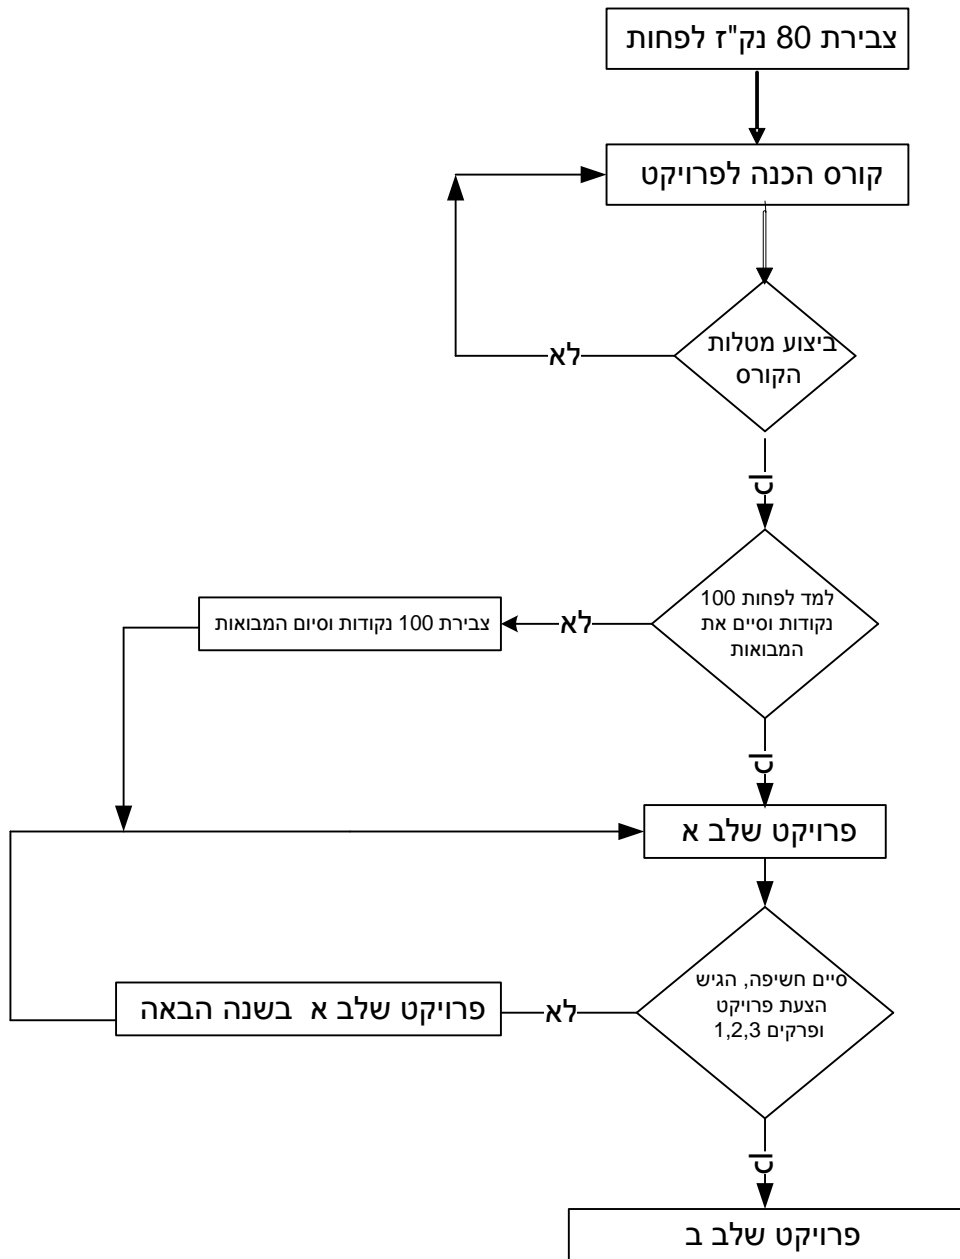 צבירת 80 נק"ז לפחות
קורס הכנה לפרויקט
ביצוע מטלות
הקורס
לא
כן
למד לפחות 100
נקודות וסיים את
המבואות
לא
צבירת 100 נקודות וסיום המבואות
כן
פרויקט שלב א
סיים חשיפה, הגיש
הצעת פרויקט
ופרקים 1,2,3
לא
פרויקט שלב א בשנה הבאה
כן
פרויקט שלב ב